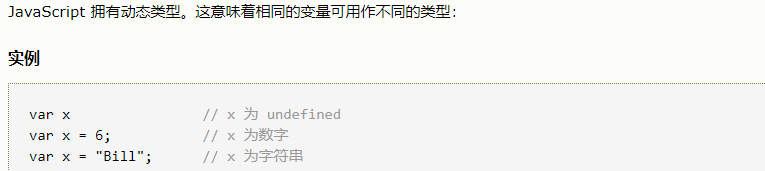 JavaScript 拥有动态类型。这意味着相同的变量可用作不同的类型：
实例
var x                // x 为 undefined
var x = 6;           // x 为数字
var x = "Bill";      // x 为字符串